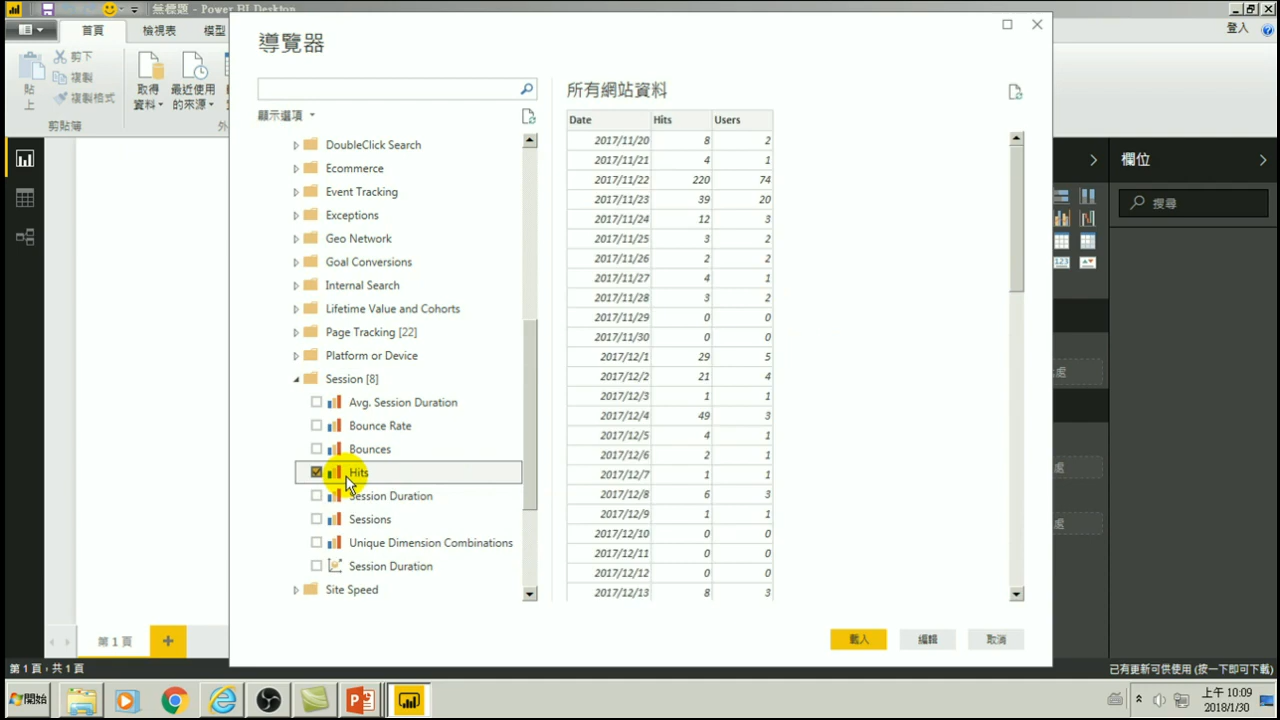 無標題 - Power BI Desktop
登入
首頁
檢視表
模型
貼上
剪下
複製
複製格式
剪貼簿
取得資料
最近使用的來源
外
導覽器
顯示選項
DoubleClick Search
Ecommerce
Event Tracking
Exceptions
Geo Network
Goal Conversions
Internal Search
Lifetime Value and Cohorts
Page Tracking [22]
Platform or Device
Session [8]
Avg. Session Duration
Bounce Rate
Bounces
Hits
Session Duration
Sessions
Unique Dimension Combinations
Session Duration
Site Speed
所有網站資料
Date Hits Users
2017/11/20 8 2
2017/11/21 4 1
2017/11/22 220 74
2017/11/23 39 20
2017/11/24 12 3
2017/11/25 3 2
2017/11/26 2 2
2017/11/27 4 1
2017/11/28 3 2
2017/11/29 0 0
2017/11/30 0 0
2017/12/1 29 5
2017/12/2 21 4
2017/12/3 1 1
2017/12/4 49 3
2017/12/5 4 1
2017/12/6 2 1
2017/12/7 1 1
2017/12/8 6 3
2017/12/9 1 1
2017/12/10 0 0
2017/12/11 0 0
2017/12/12 0 0
2017/12/13 8 3
載入
編輯
取消
欄位
搜尋
123
處
處
處
第 1 頁
第 1 頁，共 1 頁
已有更新可供使用 (按一下即可下載)
開始
上午 10:09
2018/1/30